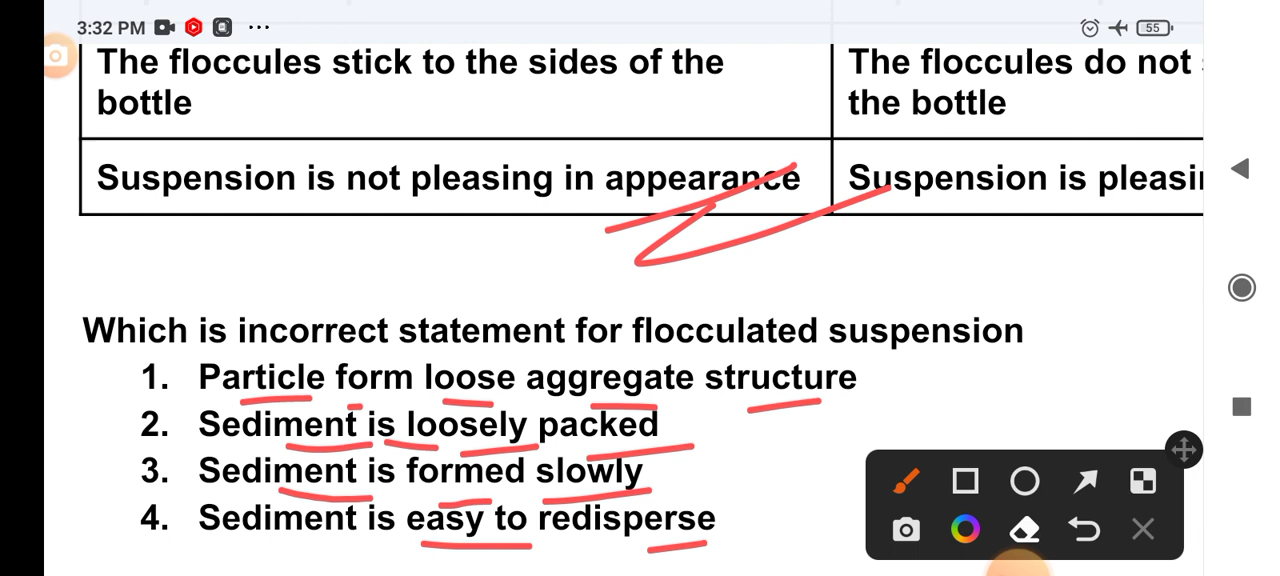 3:32 PM ...
55
The floccules stick to the sides of the
bottle
The floccules do not
the bottle
Suspension is not pleasing in appearance
Suspension is pleasi
Which is incorrect statement for flocculated suspension
1. Particle form loose aggregate structure
2. Sediment is loosely packed
3. Sediment is formed slowly
4. Sediment is easy to redisperse